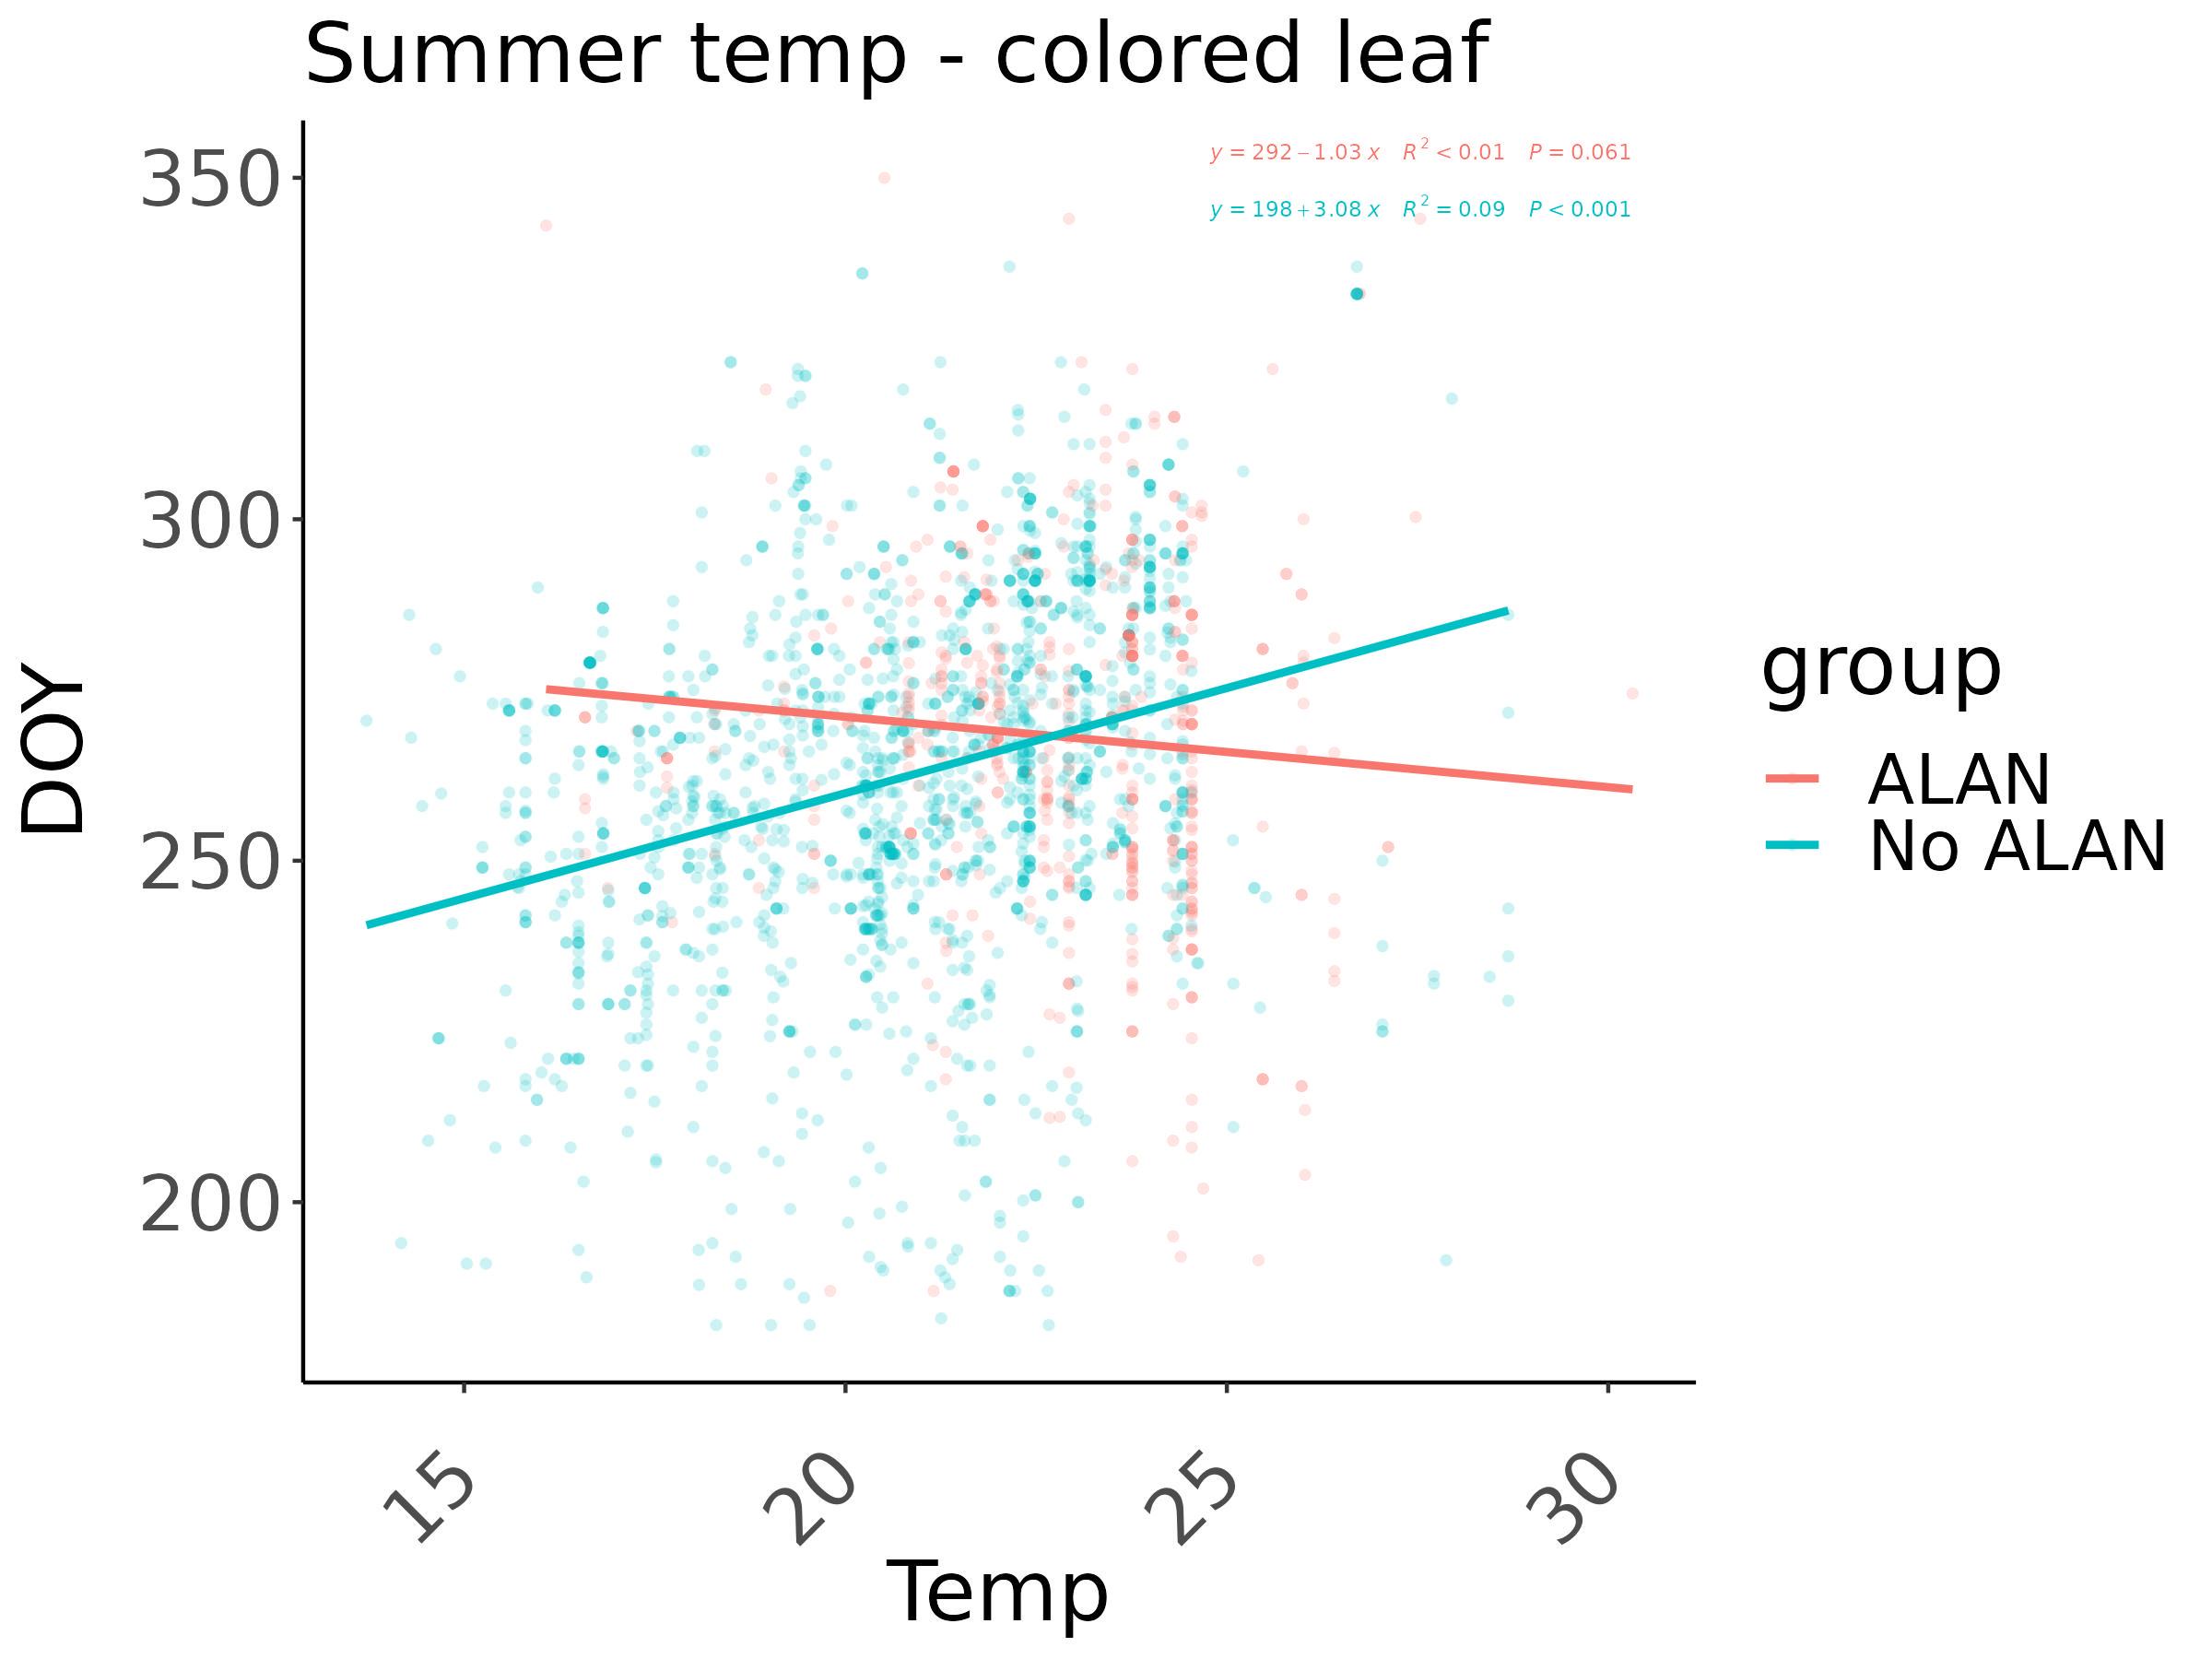 Summer temp - colored leaf
y = 292 − 1.03 x R² < 0.01 P = 0.061
y = 198 + 3.08 x R² = 0.09 P < 0.001
350
300
250
200
DOY
15 20 25 30
Temp
group
ALAN
No ALAN